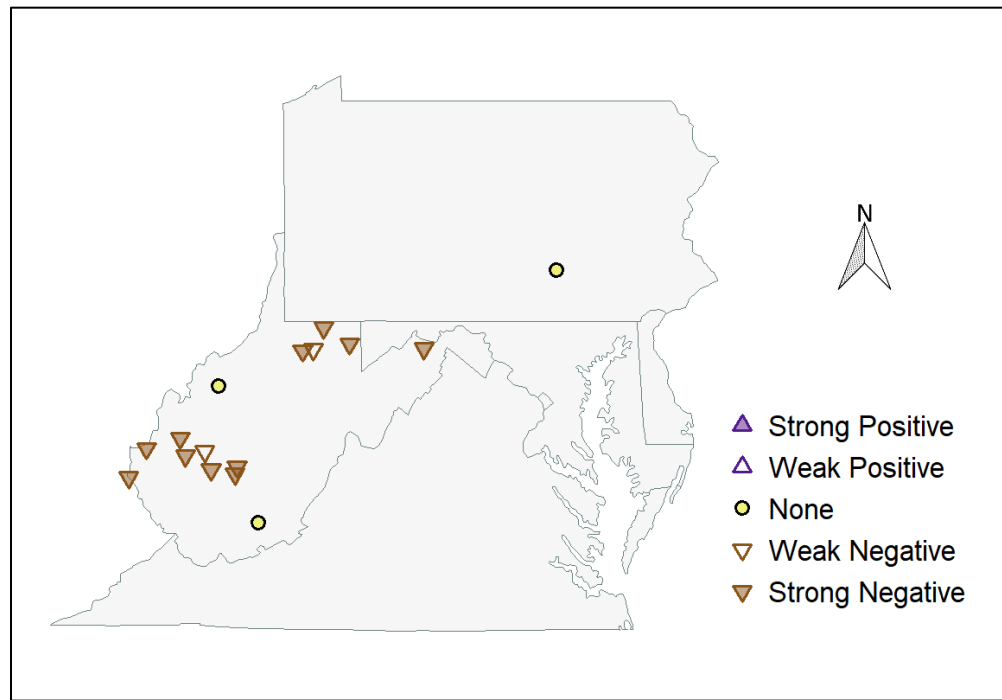 N
Strong Positive
Weak Positive
None
Weak Negative
Strong Negative